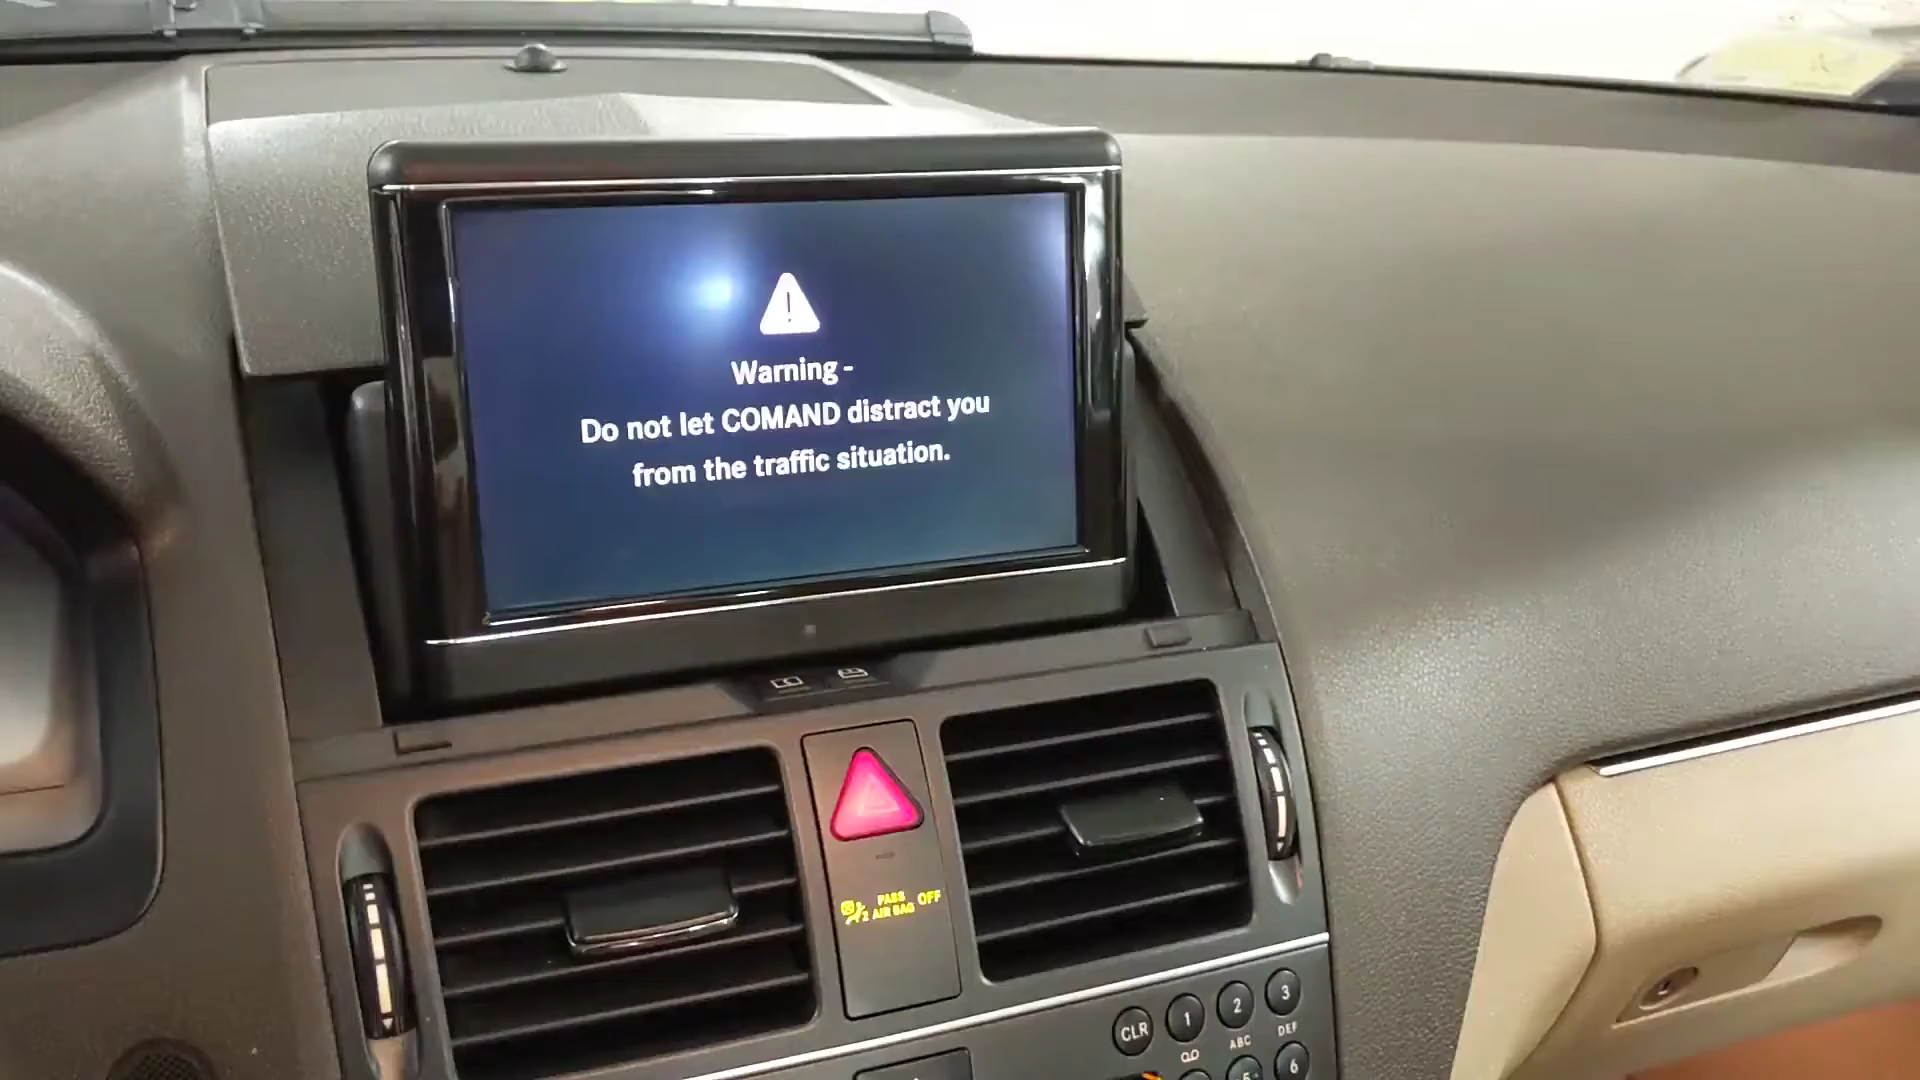 Warning -
Do not let COMAND distract you
from the traffic situation.
PASS
AIR BAG OFF
CLR 1 2 3
ABC DEF
5 6